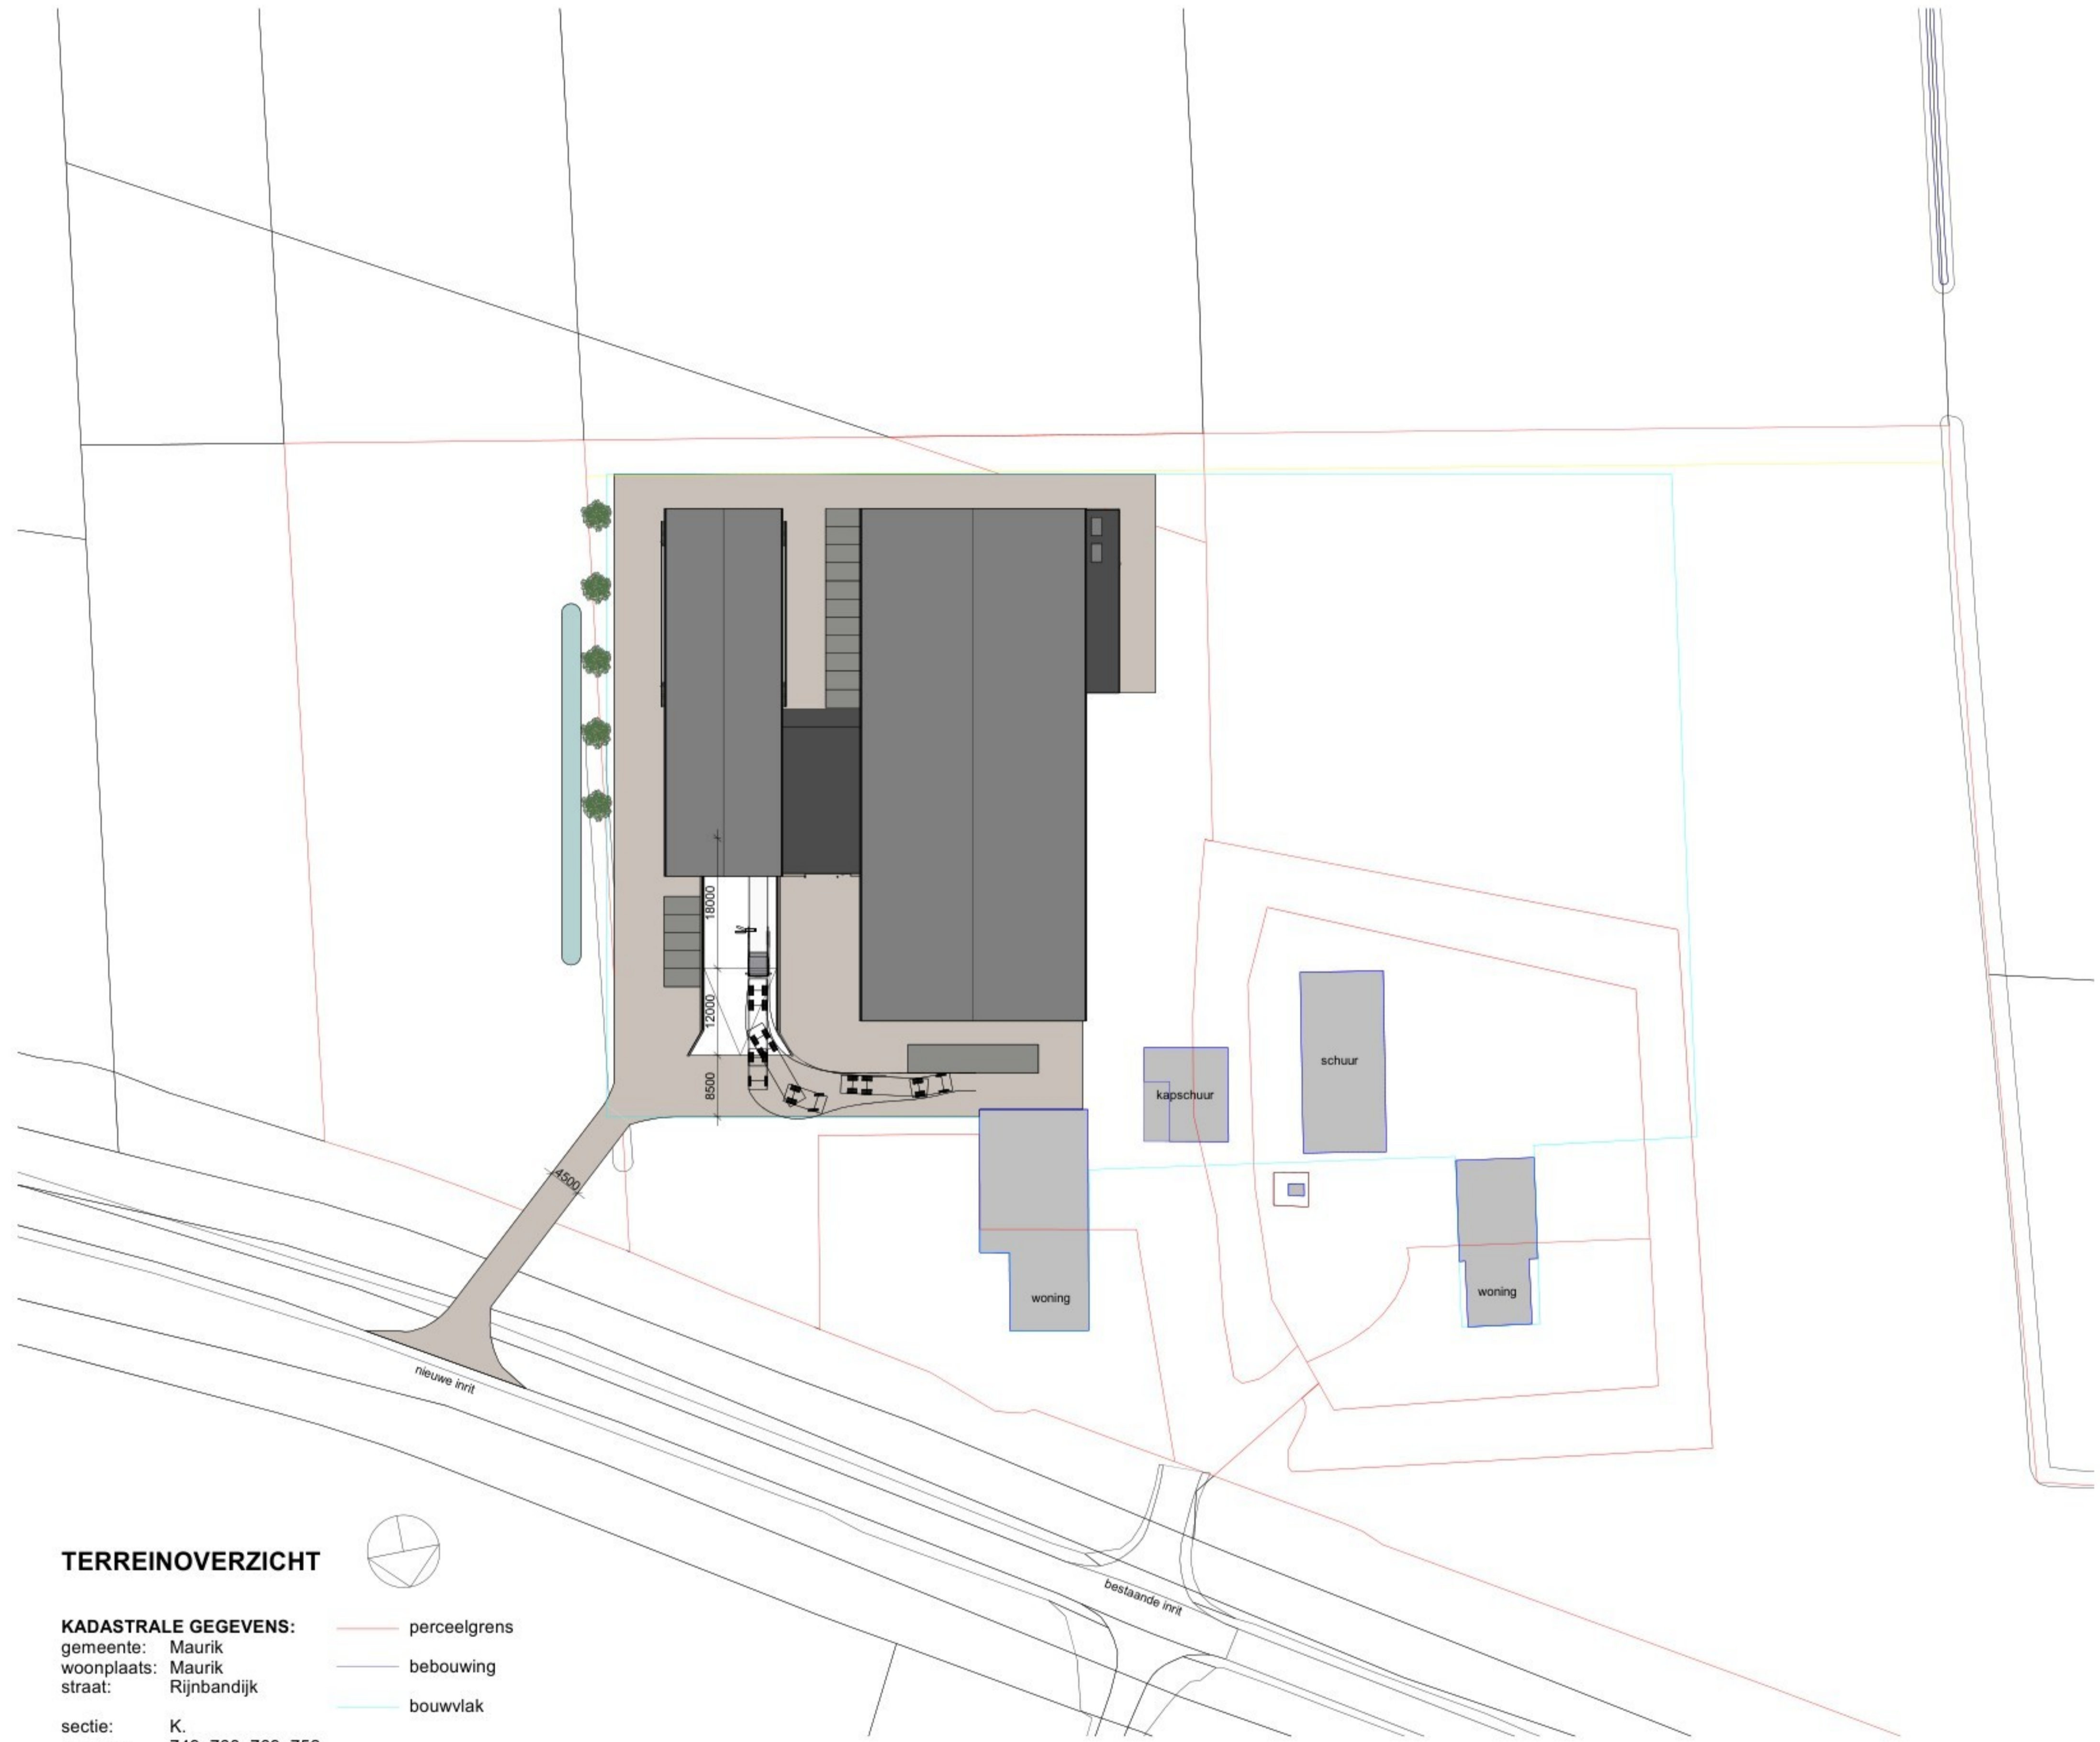 18000
12000
8500
4500
kapschuur
schuur
woning
woning
nieuwe inrit
bestaande inrit
TERREINOVERZICHT
KADASTRALE GEGEVENS:
gemeente: Maurik
woonplaats: Maurik
straat: Rijnbandijk
sectie: K.
perceelgrens
bebouwing
bouwvlak